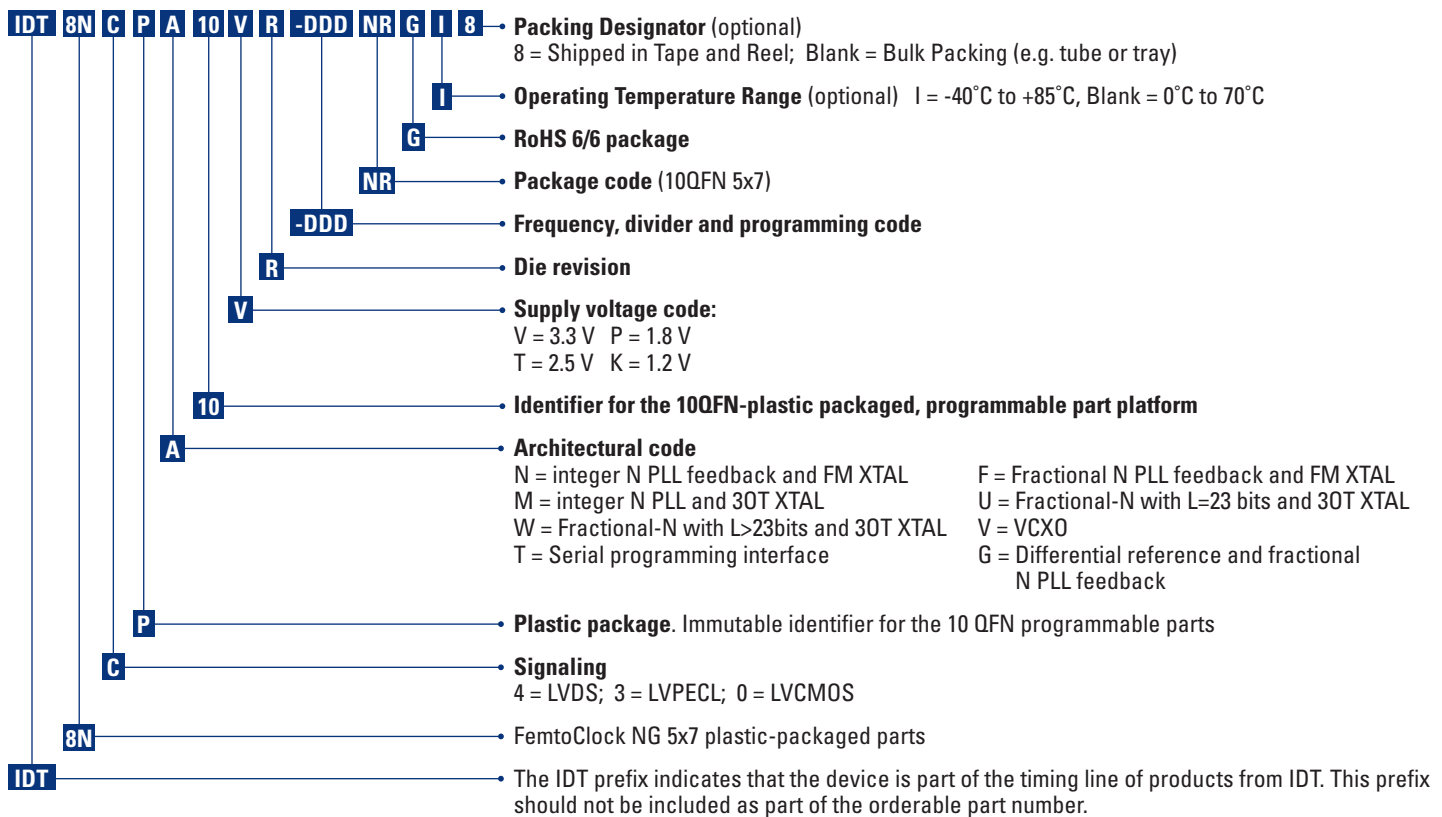 IDT 8N C P A 10 V R -DDD NR G I 8 Packing Designator (optional)
8 = Shipped in Tape and Reel; Blank = Bulk Packing (e.g. tube or tray)
I Operating Temperature Range (optional) I = -40˚C to +85˚C, Blank = 0˚C to 70˚C
G RoHS 6/6 package
NR Package code (10QFN 5x7)
-DDD Frequency, divider and programming code
R Die revision
V Supply voltage code:
V = 3.3 V P = 1.8 V
T = 2.5 V K = 1.2 V
10 Identifier for the 10QFN-plastic packaged, programmable part platform
A Architectural code
N = integer N PLL feedback and FM XTAL F = Fractional N PLL feedback and FM XTAL
M = integer N PLL and 3OT XTAL U = Fractional-N with L=23 bits and 3OT XTAL
W = Fractional-N with L>23bits and 3OT XTAL V = VCXO
T = Serial programming interface G = Differential reference and fractional
N PLL feedback
P Plastic package. Immutable identifier for the 10 QFN programmable parts
C Signaling
4 = LVDS; 3 = LVPECL; 0 = LVCMOS
8N FemtoClock NG 5x7 plastic-packaged parts
IDT The IDT prefix indicates that the device is part of the timing line of products from IDT. This prefix
should not be included as part of the orderable part number.